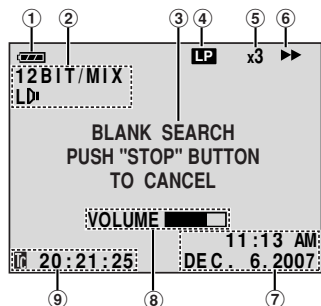 ① ② ③ ④ ⑤ ⑥
LP x3
12BIT/MIX
L
BLANK SEARCH
PUSH "STOP" BUTTON
TO CANCEL
VOLUME
11:13 AM
TC 20:21:25 DEC. 6.2007
⑨ ⑧ ⑦